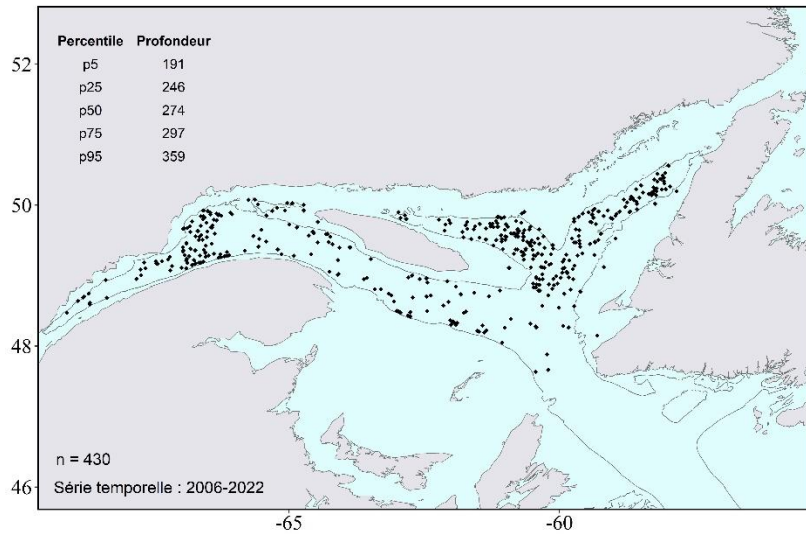 Percentile Profondeur
p5 191
p25 246
p50 274
p75 297
p95 359
52
50
48
46
n = 430
Série temporelle : 2006-2022
-65 -60